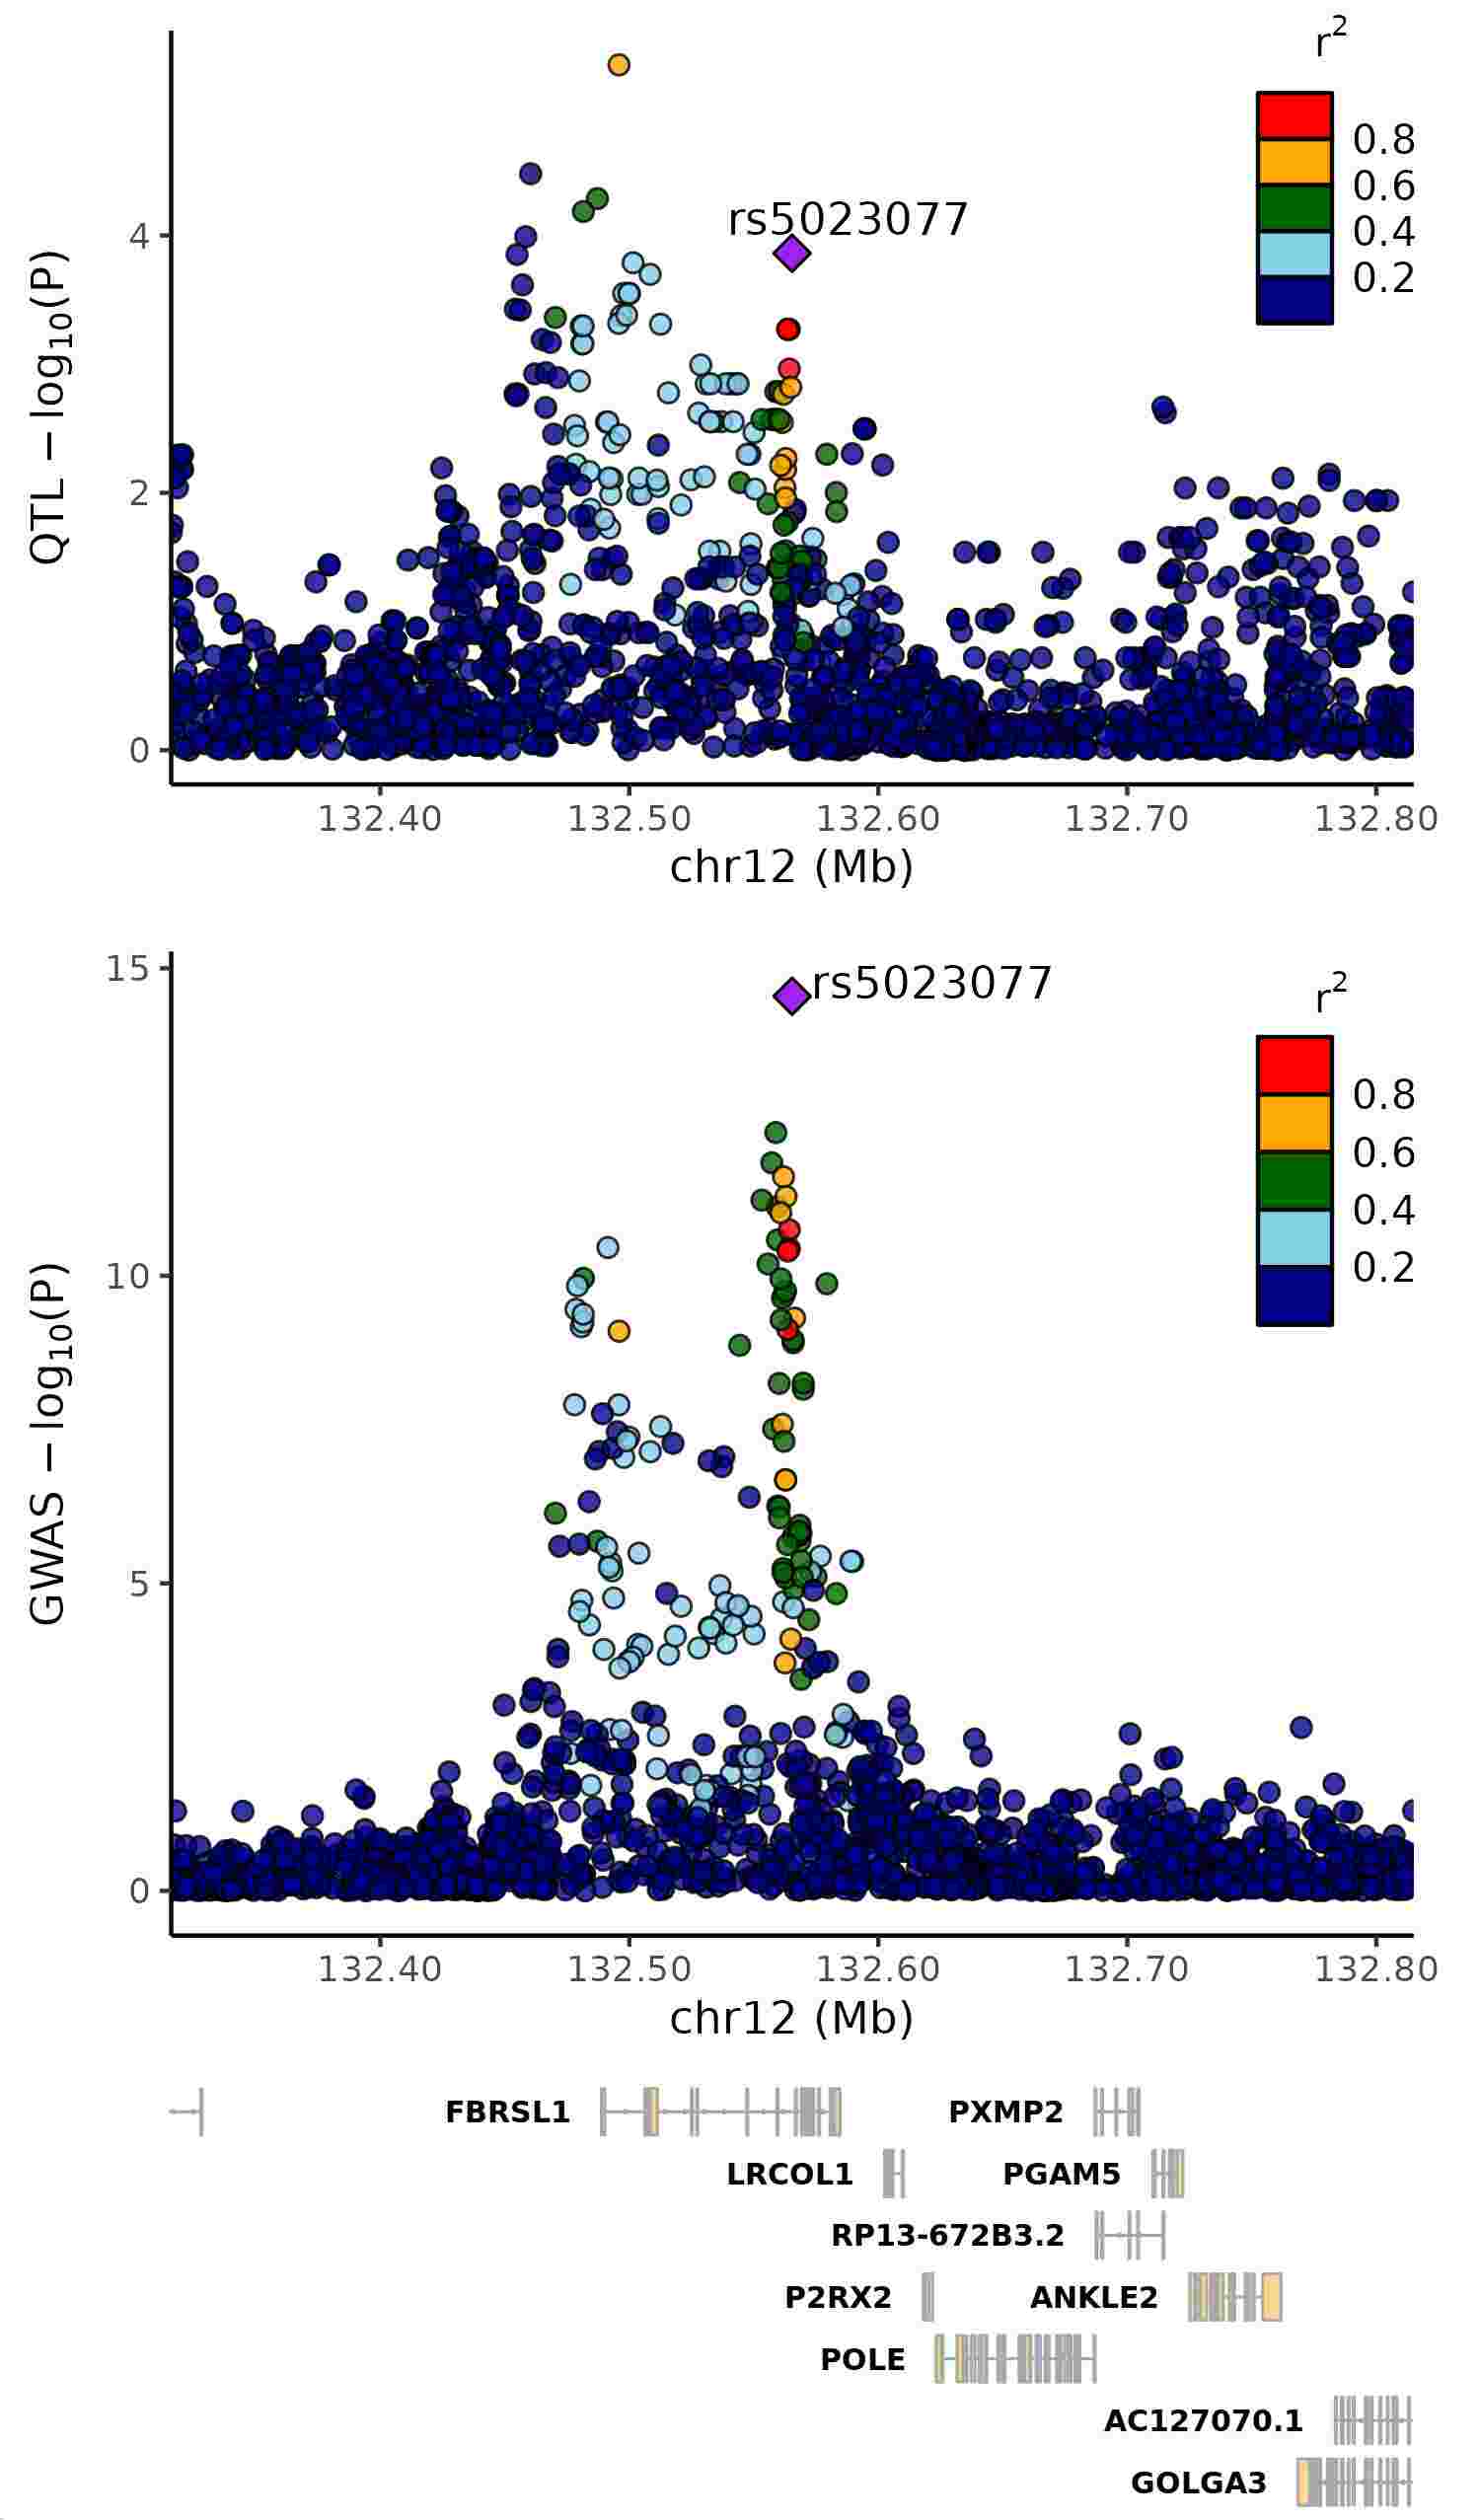 r²
0.8
0.6
0.4
0.2
rs5023077
4
2
0
QTL −log₁₀(P)
132.40 132.50 132.60 132.70 132.80
chr12 (Mb)
15
rs5023077
r²
0.8
0.6
0.4
0.2
10
5
0
GWAS −log₁₀(P)
132.40 132.50 132.60 132.70 132.80
chr12 (Mb)
FBRSL1 PXMP2
LRCOL1 PGAM5
RP13-672B3.2
P2RX2 ANKLE2
POLE
AC127070.1
GOLGA3